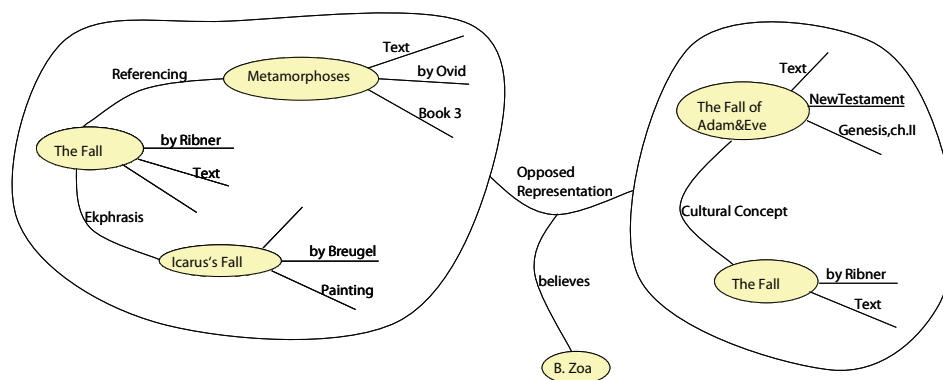 Text
Referencing
Metamorphoses
by Ovid
Book 3
by Ribner
The Fall
Text
Ekphrasis
Icarus's Fall
by Breugel
Painting
Opposed
Representation
believes
B. Zoa
Text
The Fall of
Adam&Eve
NewTestament
Genesis,ch.II
Cultural Concept
The Fall
by Ribner
Text